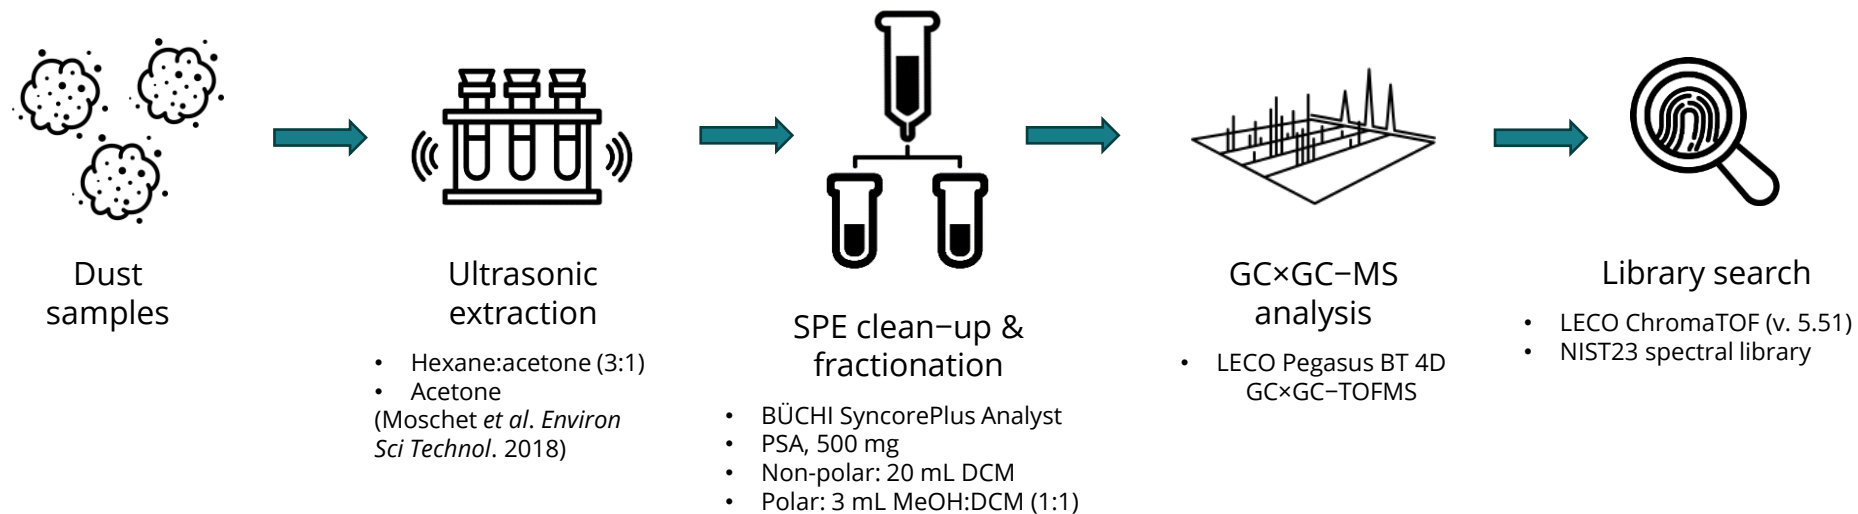 Dust
samples
Ultrasonic
extraction
• Hexane:acetone (3:1)
• Acetone
(Moschet et al. Environ
Sci Technol. 2018)
SPE clean−up &
fractionation
• BÜCHI SyncorePlus Analyst
• PSA, 500 mg
• Non-polar: 20 mL DCM
• Polar: 3 mL MeOH:DCM (1:1)
GC×GC−MS
analysis
• LECO Pegasus BT 4D
GC×GC−TOFMS
Library search
• LECO ChromaTOF (v. 5.51)
• NIST23 spectral library